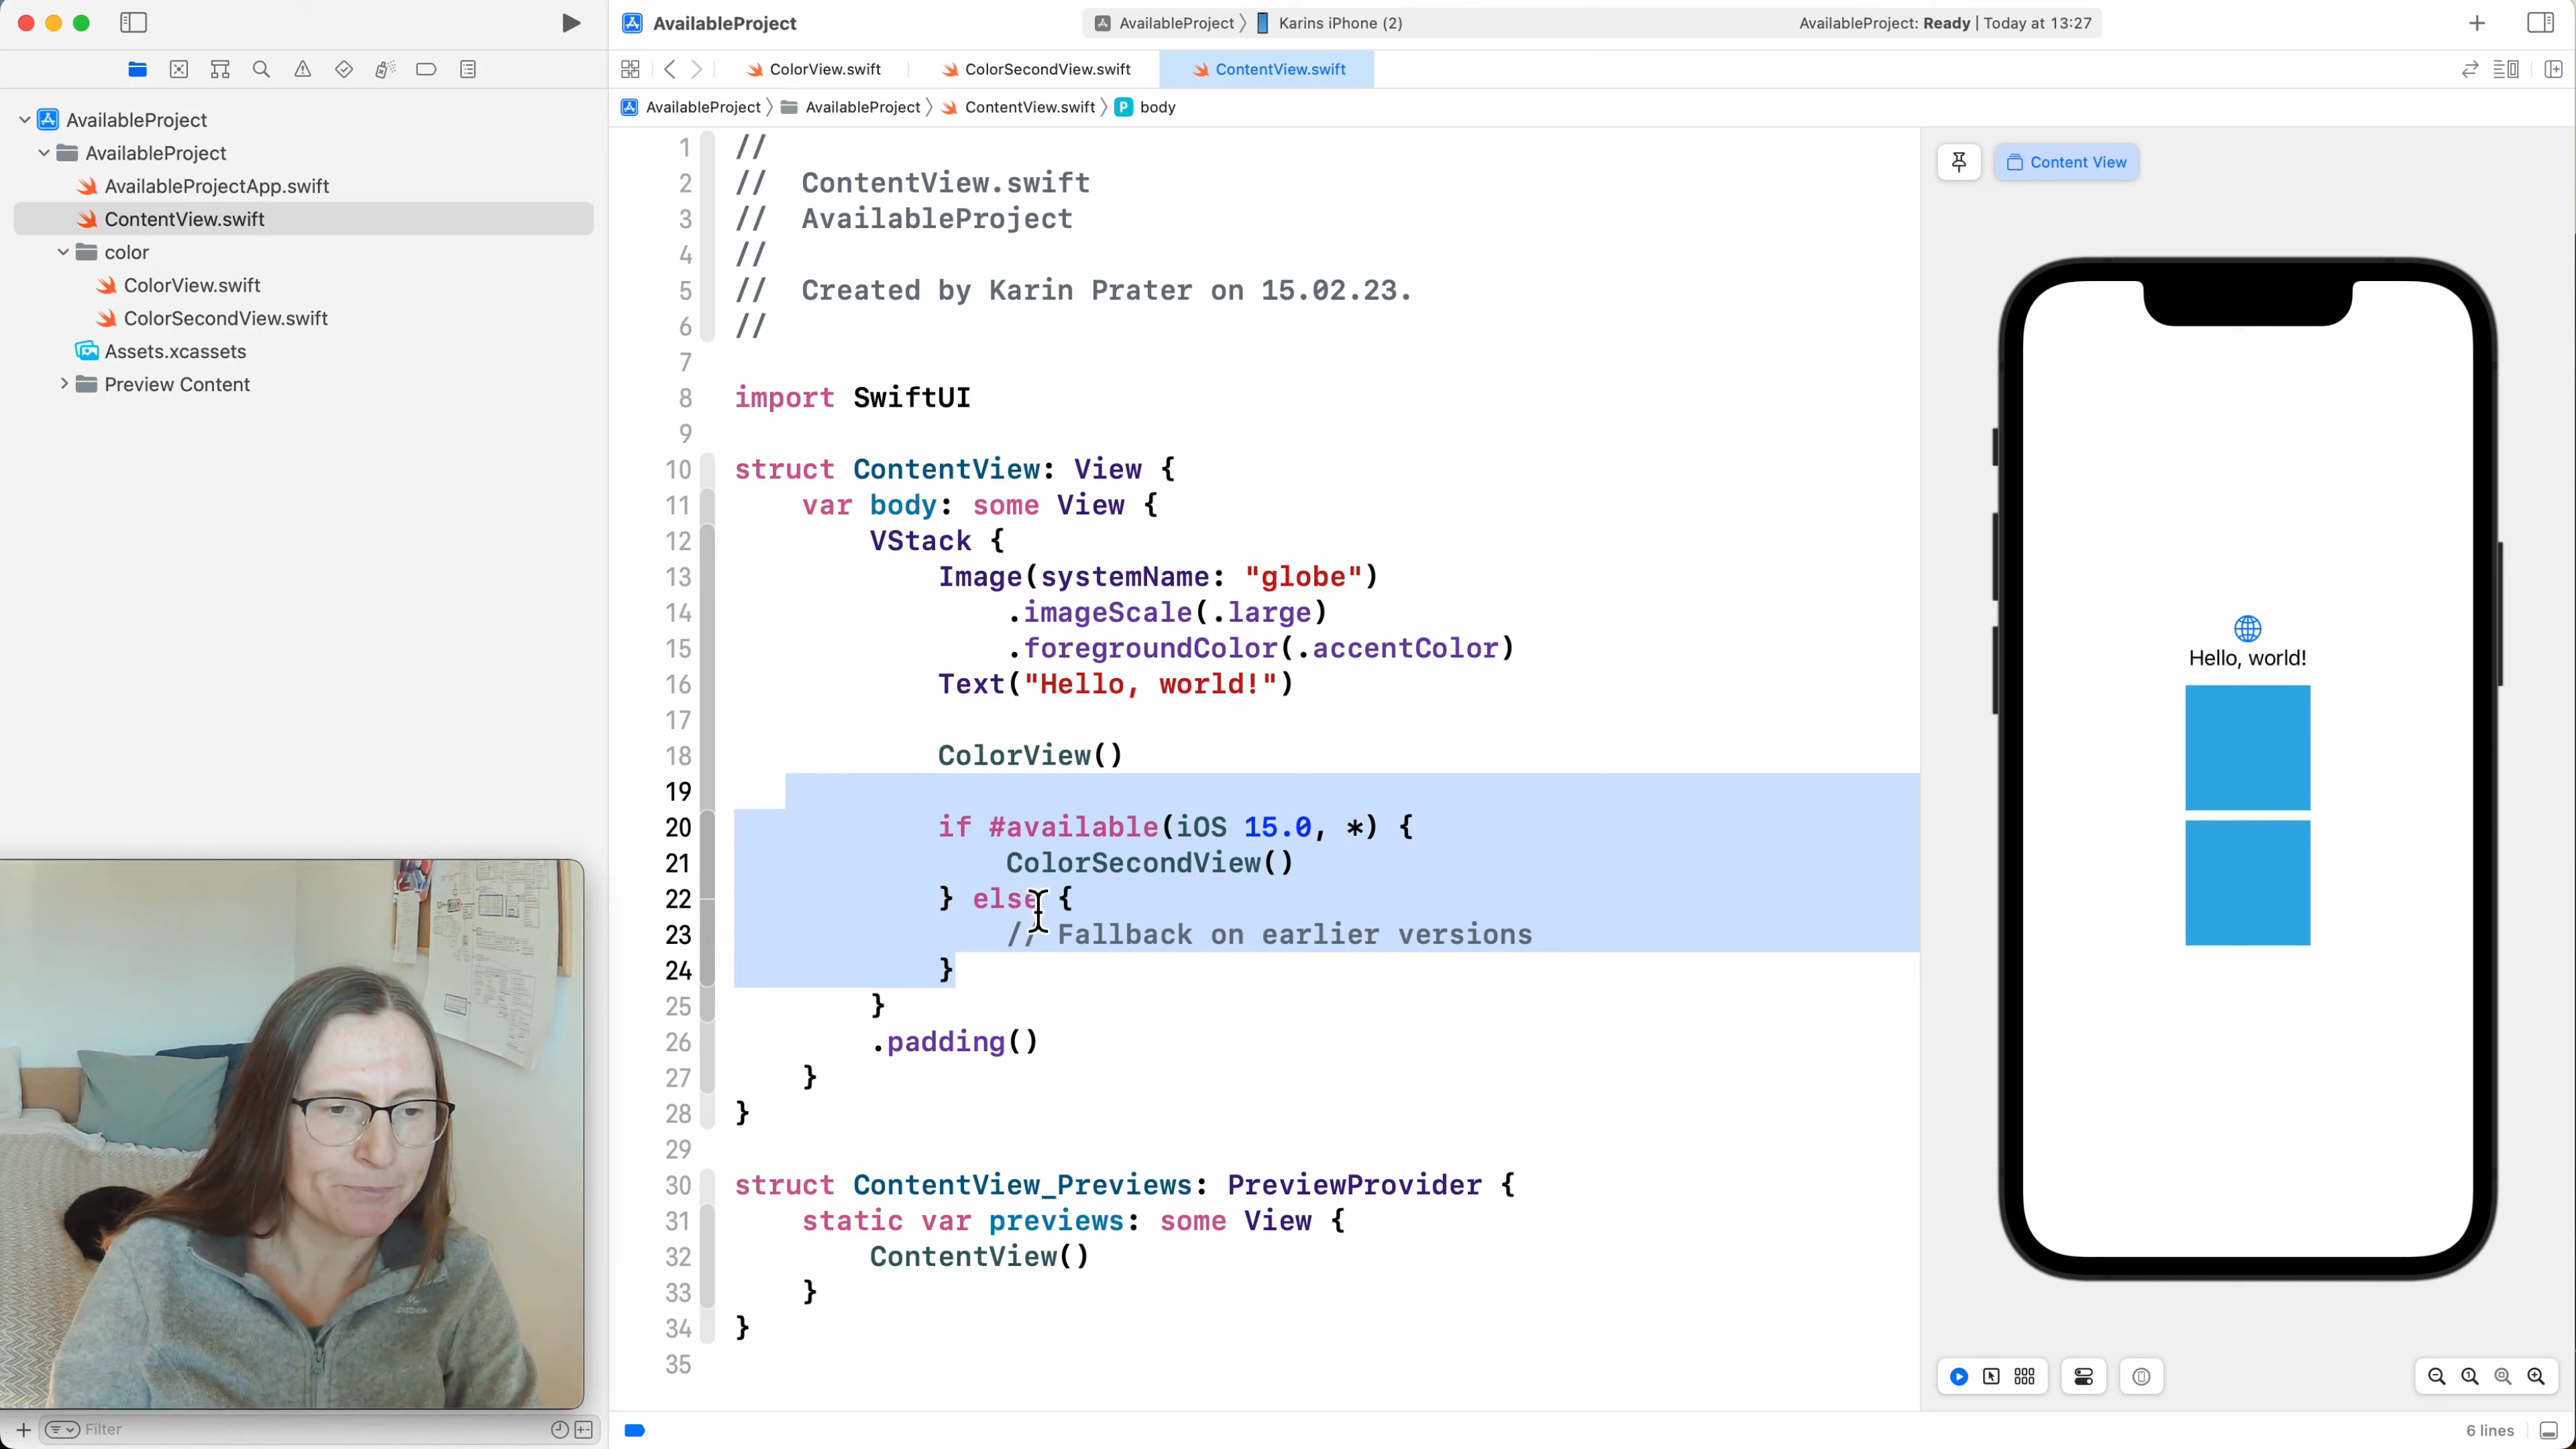 AvailableProject
AvailableProject 〉 Karins iPhone (2)
AvailableProject: Ready | Today at 13:27
ColorView.swift
ColorSecondView.swift
ContentView.swift
AvailableProject 〉 AvailableProject 〉 ContentView.swift 〉 P body
AvailableProject
AvailableProject
AvailableProjectApp.swift
ContentView.swift
color
ColorView.swift
ColorSecondView.swift
Assets.xcassets
Preview Content
Filter
1 //
2 //  ContentView.swift
3 //  AvailableProject
4 //
5 //  Created by Karin Prater on 15.02.23.
6 //
7
8 import SwiftUI
9
10 struct ContentView: View {
11     var body: some View {
12         VStack {
13             Image(systemName: "globe")
14                 .imageScale(.large)
15                 .foregroundColor(.accentColor)
16             Text("Hello, world!")
17
18             ColorView()
19
20             if #available(iOS 15.0, *) {
21                 ColorSecondView()
22             } else {
23                 // Fallback on earlier versions
24             }
25         }
26         .padding()
27     }
28 }
29
30 struct ContentView_Previews: PreviewProvider {
31     static var previews: some View {
32         ContentView()
33     }
34 }
35
Content View
Hello, world!
6 lines